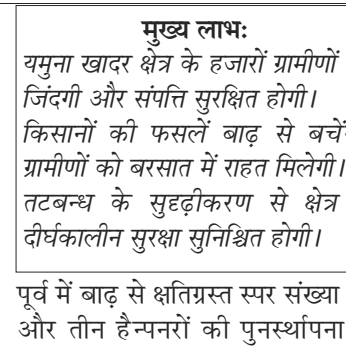 मुख्य लाभः
यमुना खादर क्षेत्र के हजारों ग्रामीणों
जिंदगी और संपत्ति सुरक्षित होगी।
किसानों की फसलें बाढ़ से
ग्रामीणों को बरसात में राहत मिलेगी।
तटबन्ध के सुदृढ़ीकरण से क्षेत्र
दीर्घकालीन सुरक्षा सुनिश्चित होगी।
पूर्व में बाढ़ से क्षतिग्रस्त स्पर संख्या
और तीन हैन्पनरों की पुनर्स्थापना